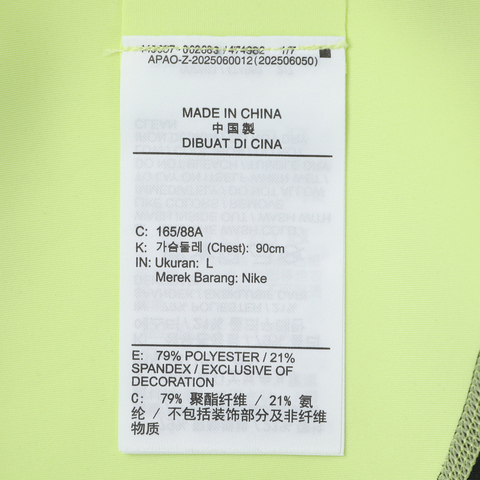 APAO-Z-2025060012 (202506050)
MADE IN CHINA
中国製
DIBUAT DI CINA
C: 165/88A
K: 가슴둘레 (Chest): 90cm
IN: Ukuran: L
Merek Barang: Nike
E: 79% POLYESTER / 21%
SPANDEX / EXCLUSIVE OF
DECORATION
C: 79% 聚酯纤维 / 21% 氨
纶 / 不包括装饰部分及非纤维
物质